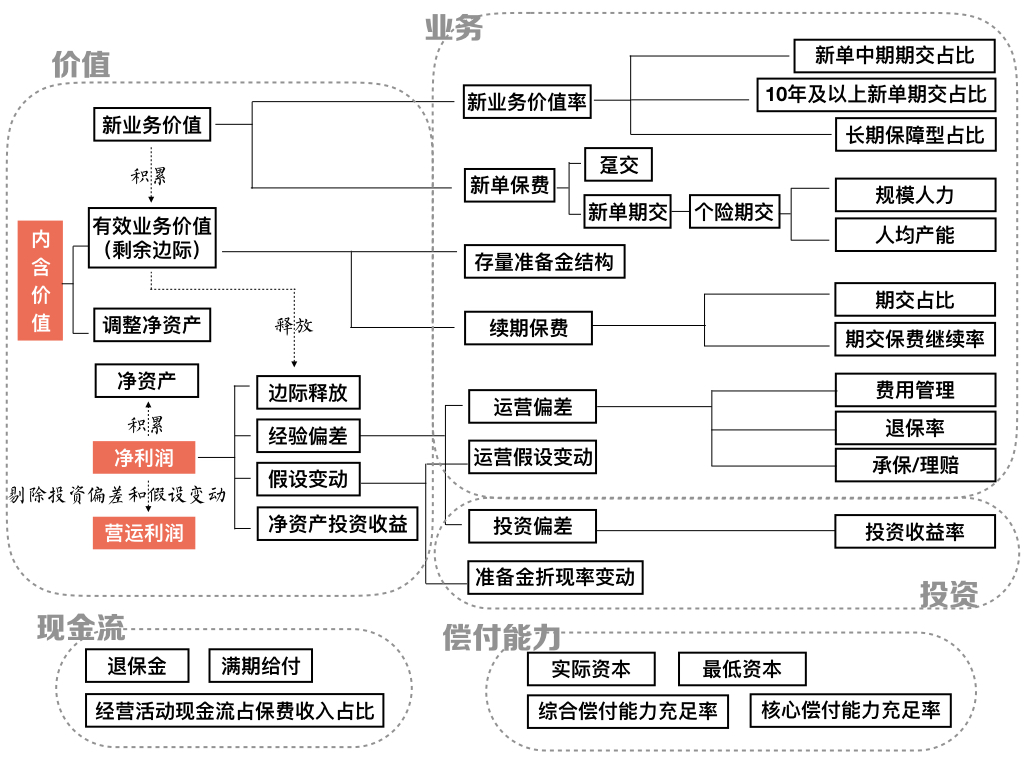 价值
新业务价值
积累
有效业务价值
（剩余边际）
内含价值
调整净资产
释放
净资产
积累
净利润
剔除投资偏差和假设变动
营运利润
边际释放
经验偏差
假设变动
净资产投资收益
业务
新业务价值率
新单中期期交占比
10年及以上新单期交占比
长期保障型占比
新单保费
趸交
新单期交
个险期交
规模人力
人均产能
存量准备金结构
续期保费
期交占比
期交保费继续率
运营偏差
费用管理
退保率
承保/理赔
运营假设变动
投资偏差
投资收益率
准备金折现率变动
投资
现金流
退保金
满期给付
经营活动现金流占保费收入占比
偿付能力
实际资本
最低资本
综合偿付能力充足率
核心偿付能力充足率